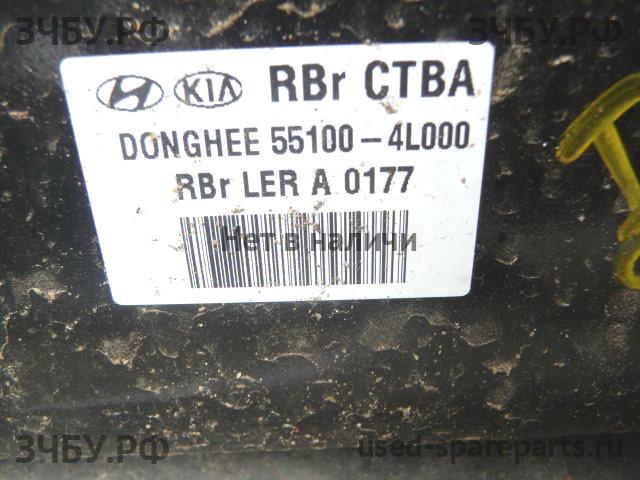 ЗЧБУ.РФ
ЗЧБУ.РФ
KIA RBr CTBA
DONGHEE 55100-4L000
RBr LER A 0177
Нет в наличи
ЗЧБУ.РФ
used-spareparts.ru